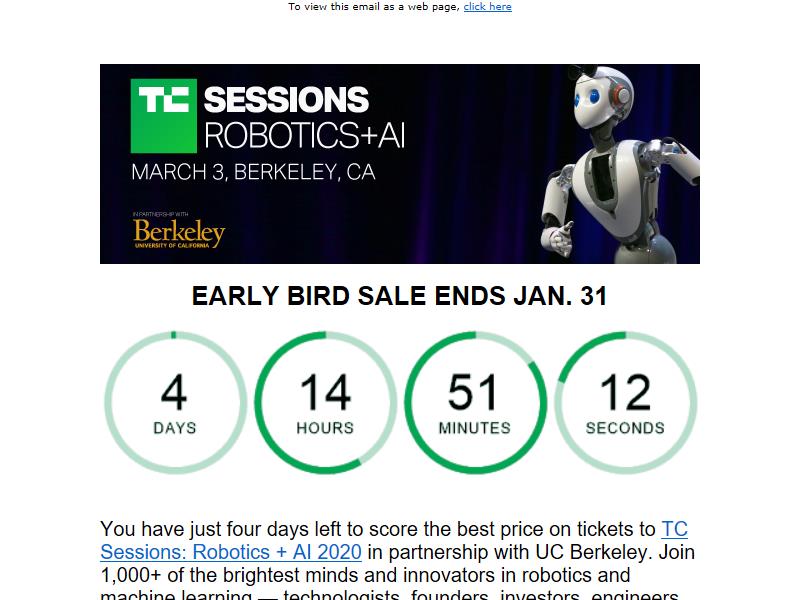 To view this email as a web page, click here
TC SESSIONS
ROBOTICS+AI
MARCH 3, BERKELEY, CA
IN PARTNERSHIP WITH
Berkeley
UNIVERSITY OF CALIFORNIA
EARLY BIRD SALE ENDS JAN. 31
4 14 51 12
DAYS HOURS MINUTES SECONDS
You have just four days left to score the best price on tickets to TC
Sessions: Robotics + AI 2020 in partnership with UC Berkeley. Join
1,000+ of the brightest minds and innovators in robotics and
machine learning — technologists, founders, investors, engineers,